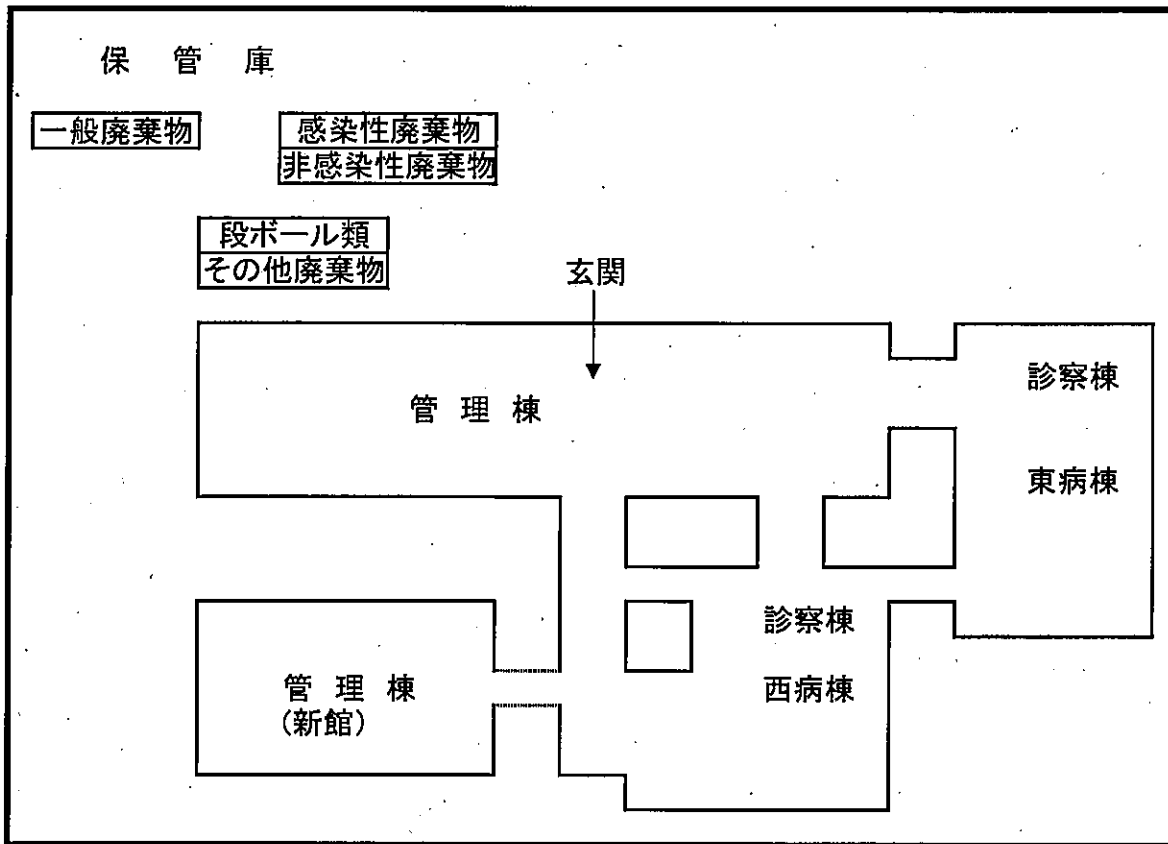 保管庫
一般廃棄物
感染性廃棄物
非感染性廃棄物
段ボール類
その他廃棄物
玄関
管理棟
診察棟
東病棟
診察棟
西病棟
管理棟
(新館)